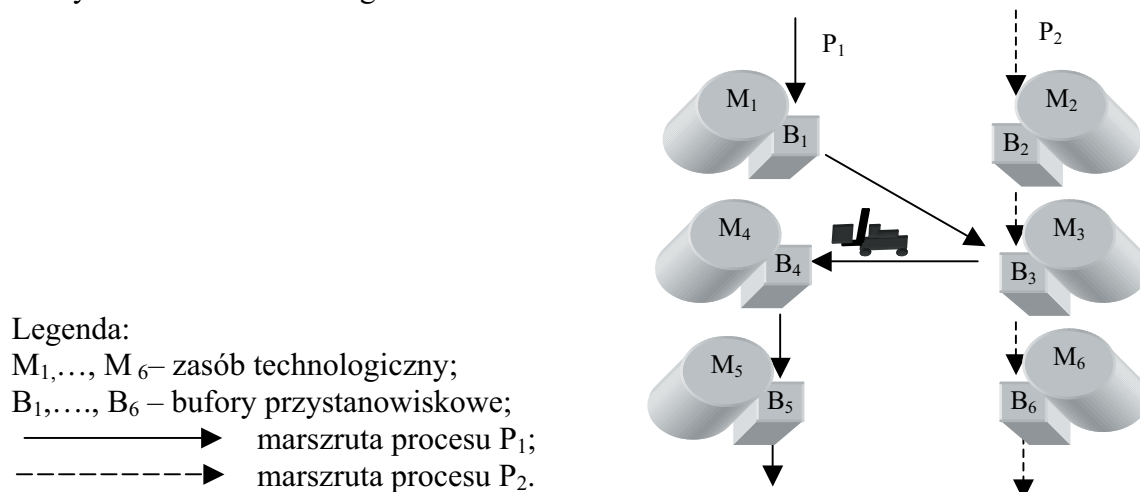 P₁
P₂
M₁
M₂
B₁
B₂
M₄
M₃
B₄
B₃
M₅
M₆
B₅
B₆
Legenda:
M₁,…, M ₆– zasób technologiczny;
B₁,…., B₆ – bufory przystanowiskowe;
marszruta procesu P₁;
marszruta procesu P₂.